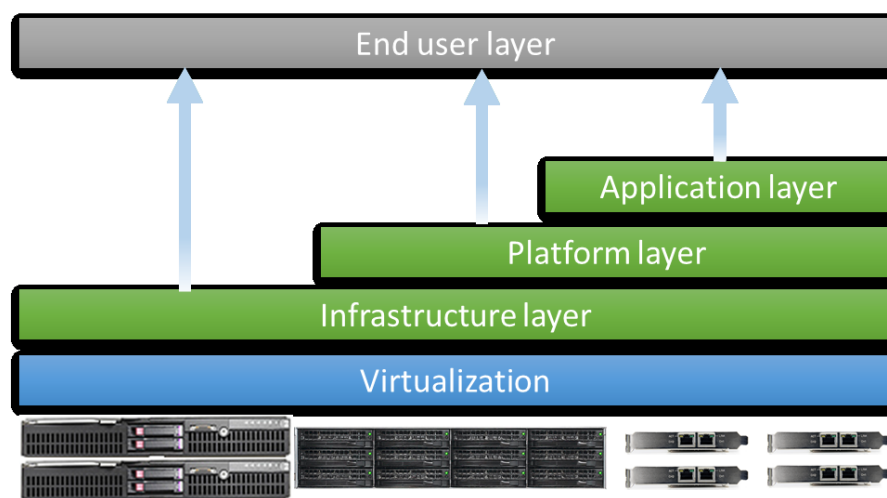 End user layer
Application layer
Platform layer
Infrastructure layer
Virtualization